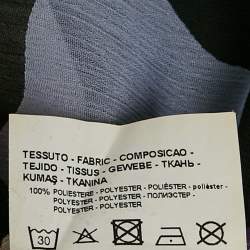 TESSUTO - FABRIC - COMPOSICAO -
TEJIDO - TISSUS - GEWEBE - ТКАНЬ -
KUMAŞ - TKANINA
100% POLIESTERE - POLYESTER - POLIÉSTER - poliéster -
POLYESTER - POLYESTER - ПОЛИЭСТЕР -
POLYESTER - POLYESTER
30